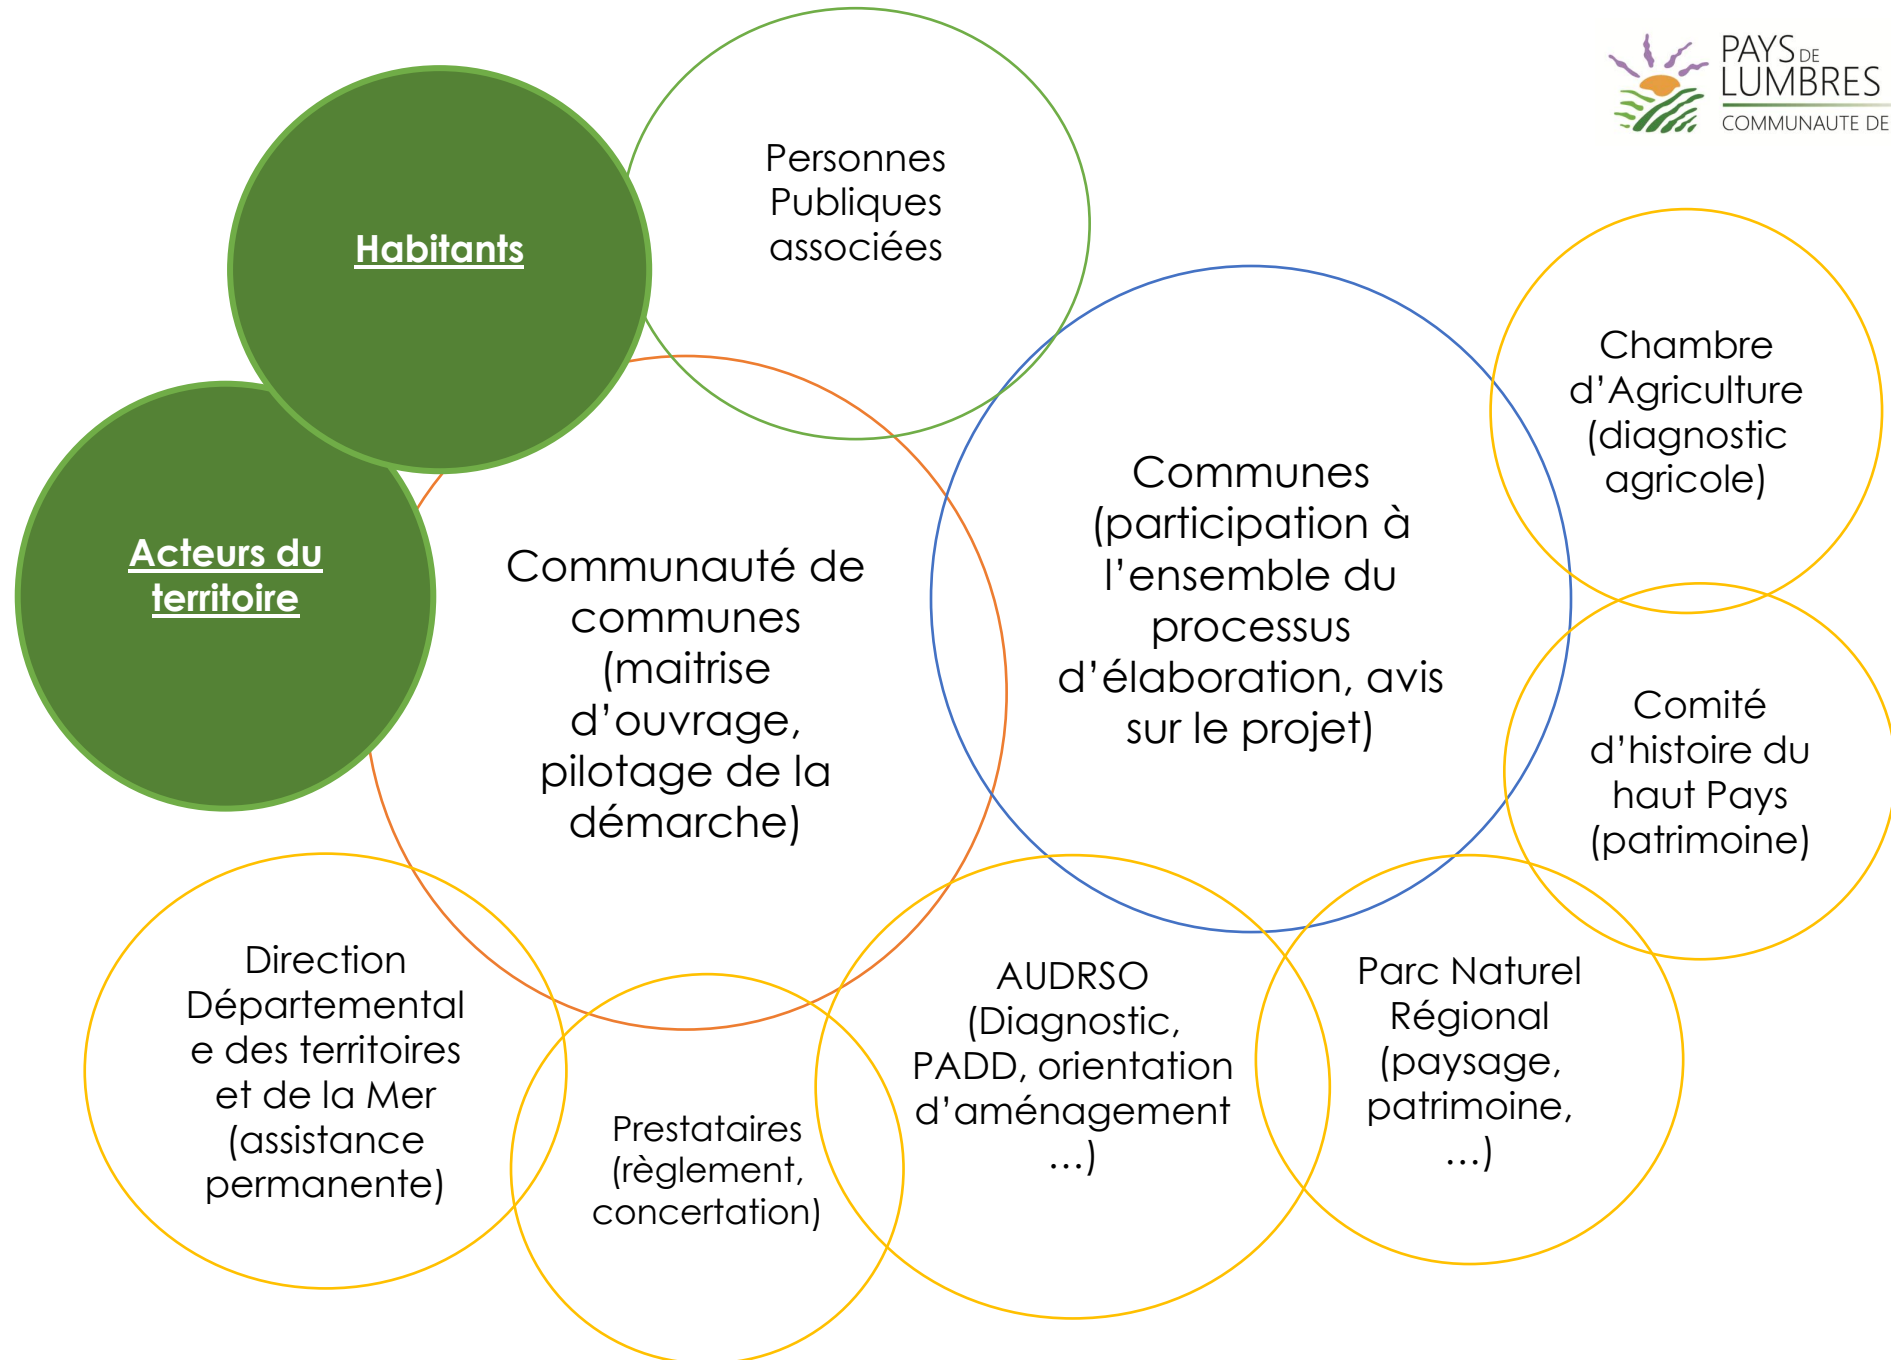 PAYS DE
LUMBRES
COMMUNAUTE DE
Personnes
Publiques
associées
Habitants
Acteurs du
territoire
Communauté de
communes
(maitrise
d’ouvrage,
pilotage de la
démarche)
Communes
(participation à
l’ensemble du
processus
d’élaboration, avis
sur le projet)
Chambre
d’Agriculture
(diagnostic
agricole)
Comité
d’histoire du
haut Pays
(patrimoine)
Direction
Départemental
e des territoires
et de la Mer
(assistance
permanente)
Prestataires
(règlement,
concertation)
AUDRSO
(Diagnostic,
PADD, orientation
d’aménagement
…)
Parc Naturel
Régional
(paysage,
patrimoine,
…)